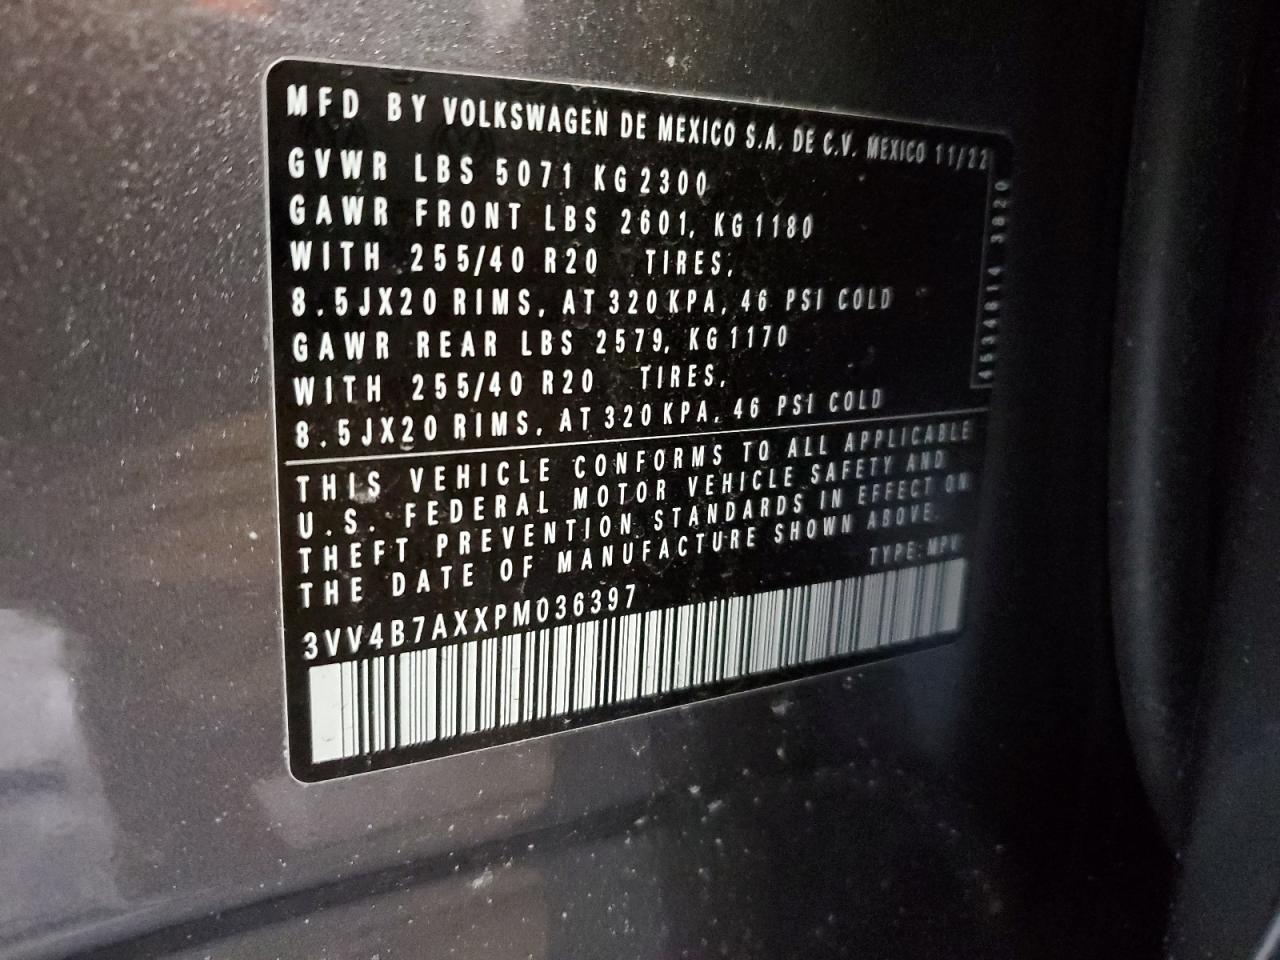 MFD BY VOLKSWAGEN DE MEXICO S.A. DE C.V. MEXICO 11/22
GVWR LBS 5071 KG 2300
GAWR FRONT LBS 2601, KG 1180
WITH 255/40 R20 TIRES,
8.5JX20 RIMS, AT 320 KPA, 46 PSI COLD
GAWR REAR LBS 2579, KG 1170
WITH 255/40 R20 TIRES,
8.5JX20 RIMS, AT 320 KPA, 46 PSI COLD
THIS VEHICLE CONFORMS TO ALL APPLICABLE
U.S. FEDERAL MOTOR VEHICLE SAFETY AND
THEFT PREVENTION STANDARDS IN EFFECT ON
THE DATE OF MANUFACTURE SHOWN ABOVE.
TYPE: MPV
3VV4B7AXXPM036397